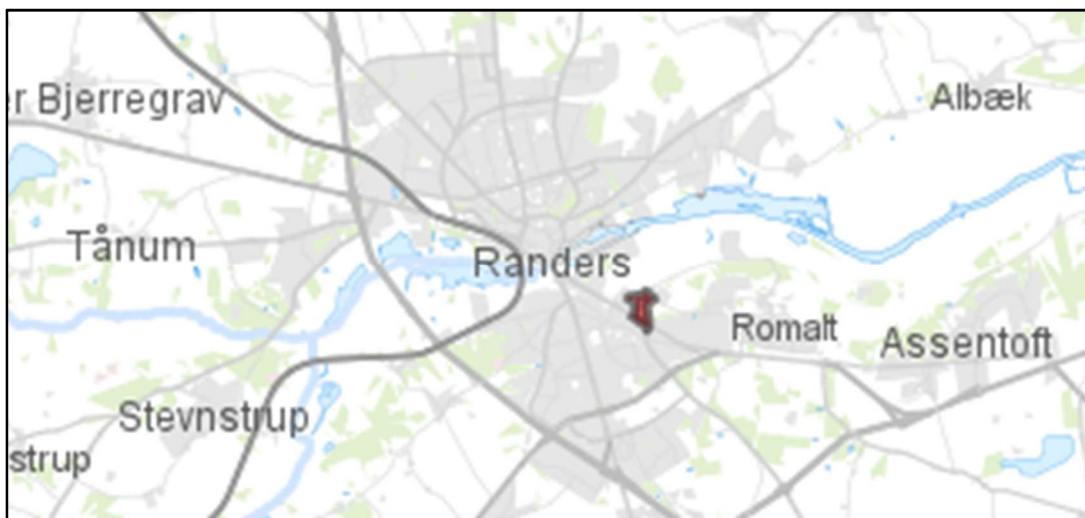 er Bjerregrav
Albæk
Tånum
Randers
Romalt
Assentoft
Stevnstrup
strup